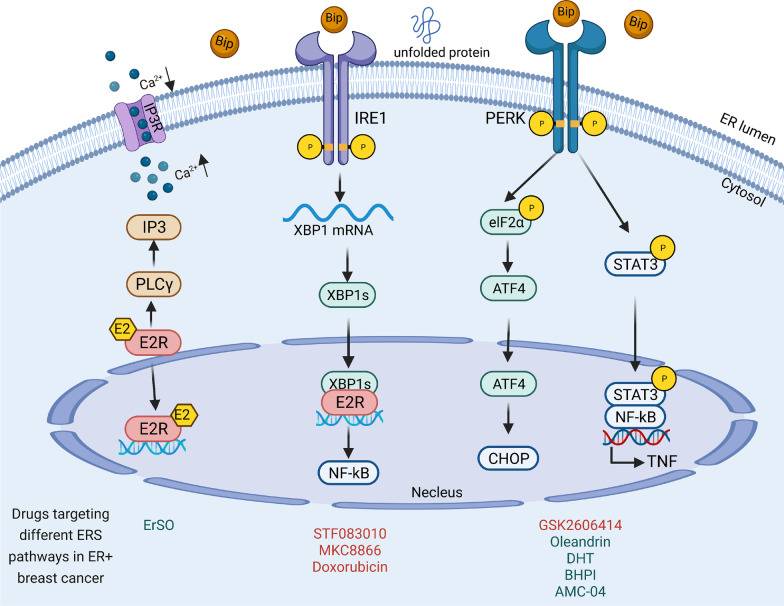 Bip
Bip
Bip
Bip
unfolded protein
Ca2+
IP3R
IRE1
PERK
P
P
P
P
ER lumen
Cytosol
Ca2+
IP3
XBP1 mRNA
eIF2α
P
STAT3
P
PLCγ
XBP1s
ATF4
E2
E2R
XBP1s
E2R
ATF4
STAT3
P
NF-kB
E2R
E2
NF-kB
CHOP
TNF
Necleus
Drugs targeting
different ERS
pathways in ER+
breast cancer
ErSO
STF083010
MKC8866
Doxorubicin
GSK2606414
Oleandrin
DHT
BHPI
AMC-04